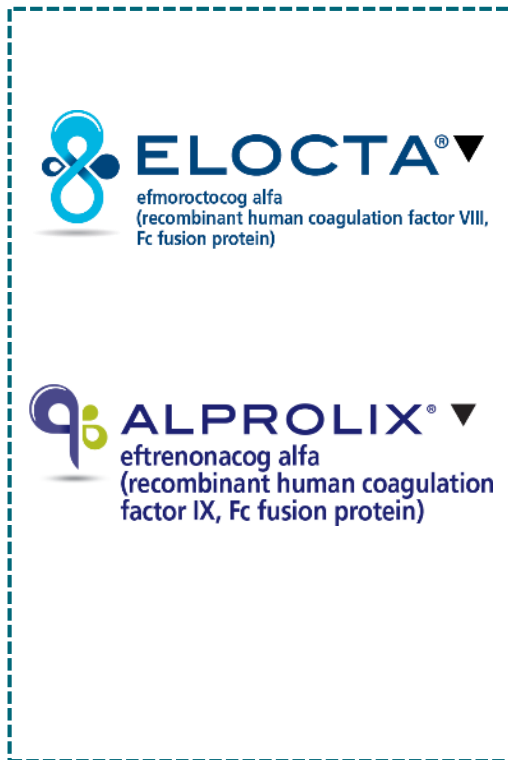 ELOCTA®▼
efmoroctocog alfa
(recombinant human coagulation factor VIII,
Fc fusion protein)
ALPROLIX® ▼
eftrenonacog alfa
(recombinant human coagulation
factor IX, Fc fusion protein)